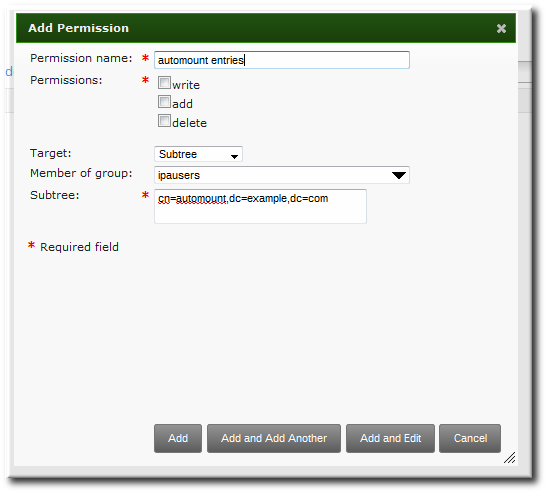 Add Permission
Permission name: * automount entries
Permissions: * write
add
delete
Target: Subtree
Member of group: ipausers
Subtree: * cn=automount,dc=example,dc=com
* Required field
Add Add and Add Another Add and Edit Cancel